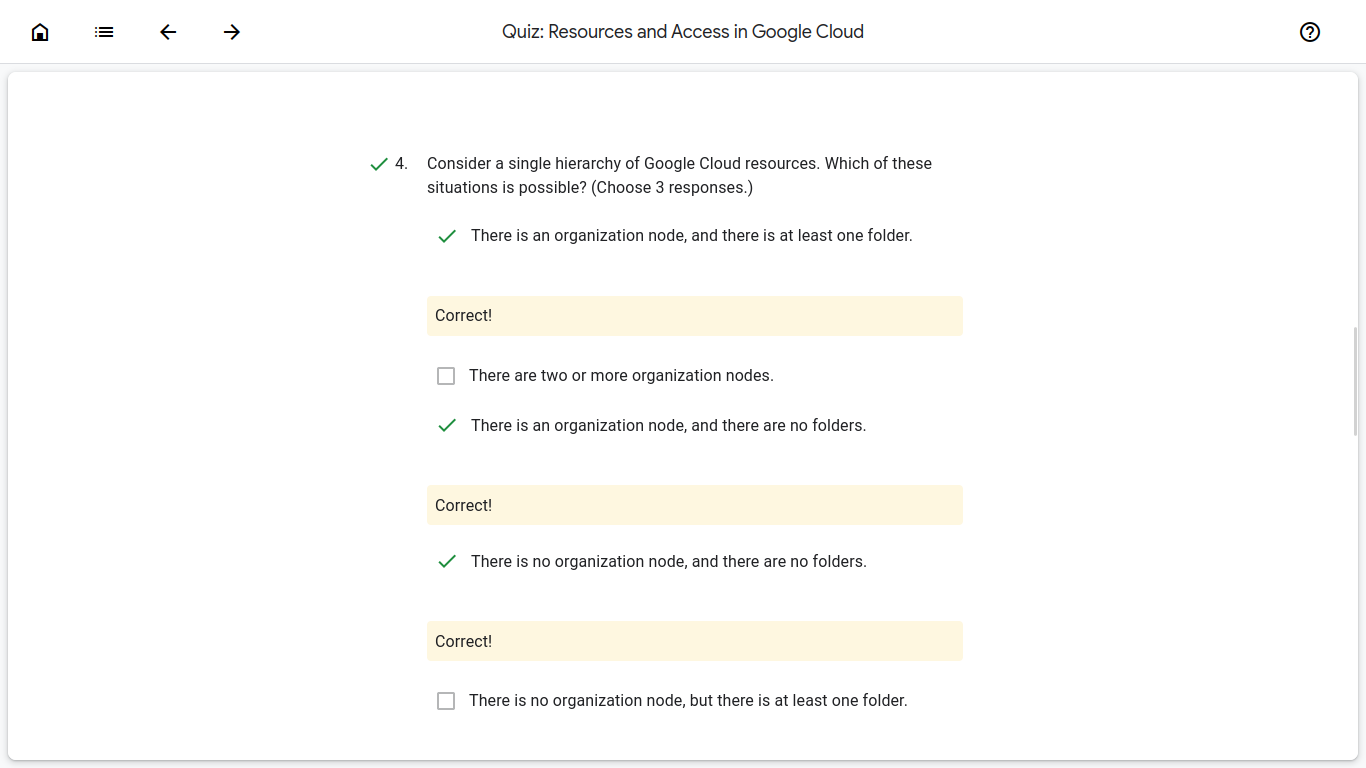 Quiz: Resources and Access in Google Cloud
4. Consider a single hierarchy of Google Cloud resources. Which of these
situations is possible? (Choose 3 responses.)
There is an organization node, and there is at least one folder.
Correct!
There are two or more organization nodes.
There is an organization node, and there are no folders.
Correct!
There is no organization node, and there are no folders.
Correct!
There is no organization node, but there is at least one folder.